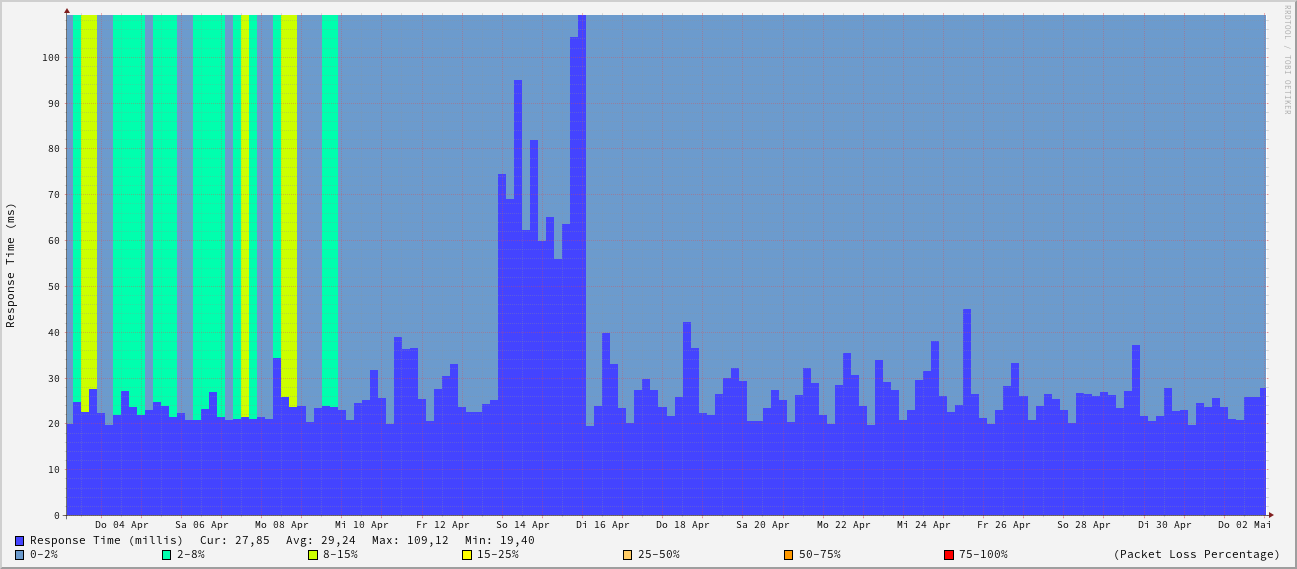 RRDTOOL / TOBI OETIKER
Response Time (ms)
100
90
80
70
60
50
40
30
20
10
0
Do 04 Apr Sa 06 Apr Mo 08 Apr Mi 10 Apr Fr 12 Apr So 14 Apr Di 16 Apr Do 18 Apr Sa 20 Apr Mo 22 Apr Mi 24 Apr Fr 26 Apr So 28 Apr Di 30 Apr Do 02 Mai
Response Time (millis) Cur: 27,85 Avg: 29,24 Max: 109,12 Min: 19,40
0-2% 2-8% 8-15% 15-25% 25-50% 50-75% 75-100% (Packet Loss Percentage)